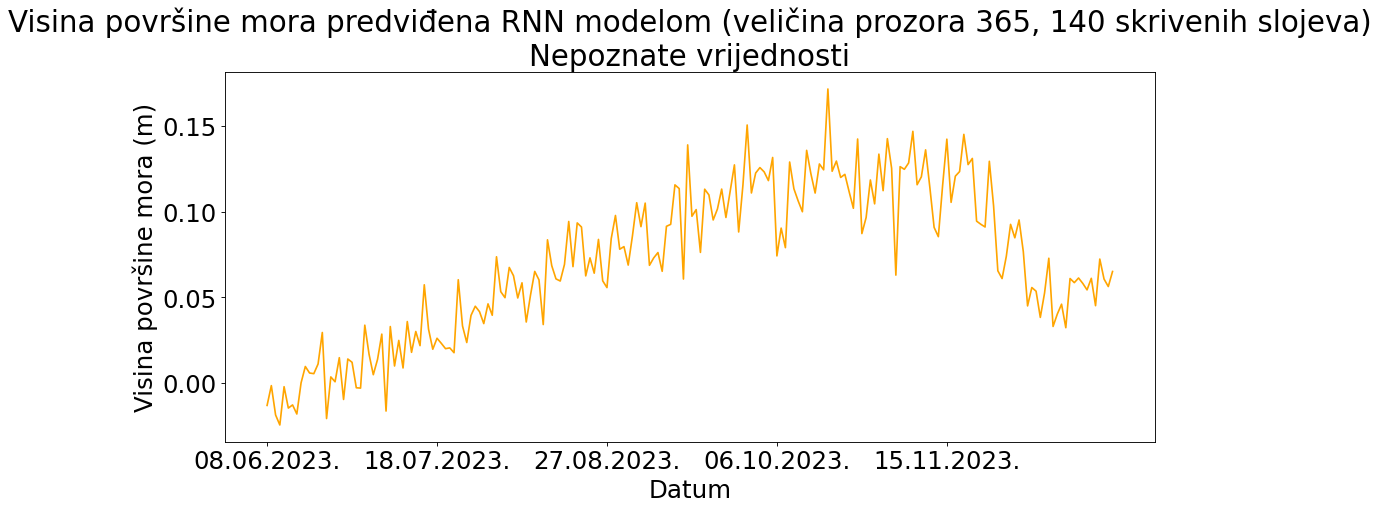 Visina površine mora predviđena RNN modelom (veličina prozora 365, 140 skrivenih slojeva)
Nepoznate vrijednosti
Visina površine mora (m)
0.15
0.10
0.05
0.00
08.06.2023. 18.07.2023. 27.08.2023. 06.10.2023. 15.11.2023.
Datum